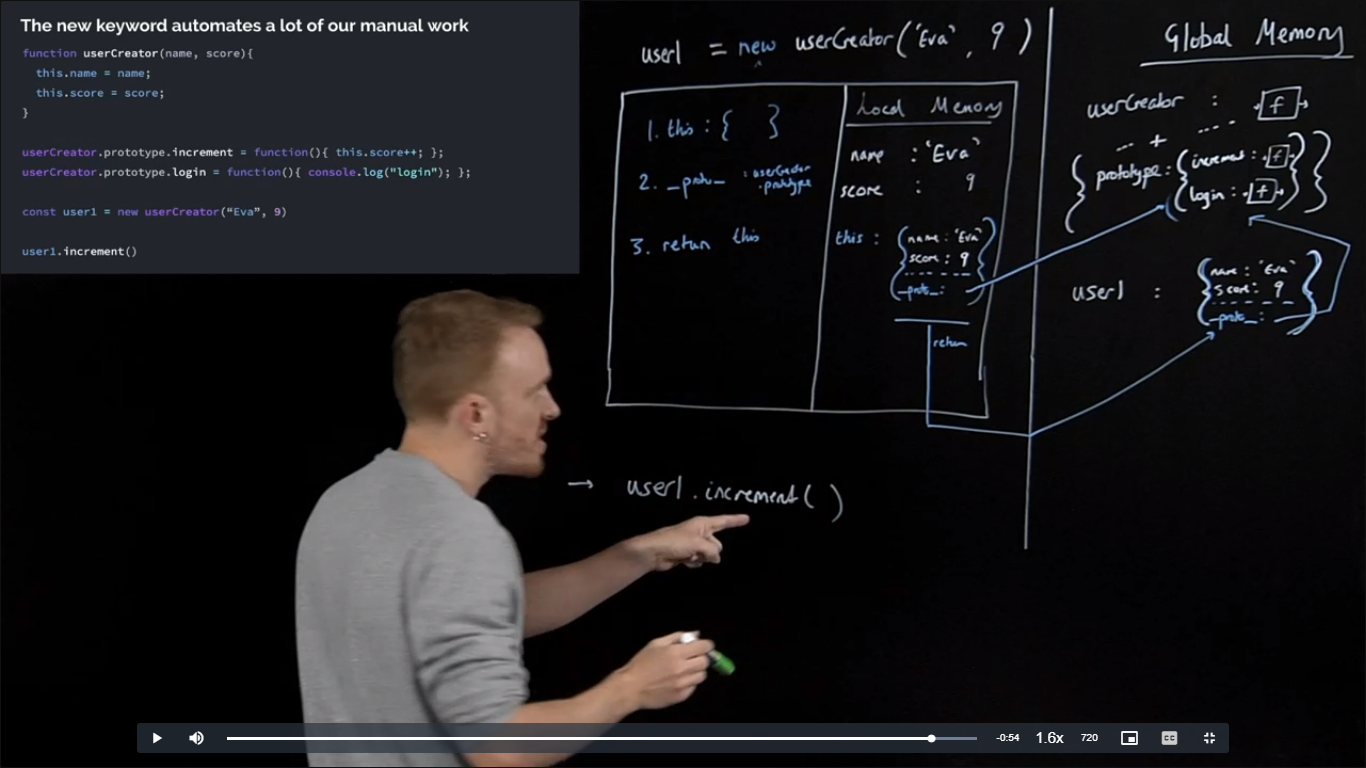 The new keyword automates a lot of our manual work
function userCreator(name, score){
this.name = name;
this.score = score;
}
userCreator.prototype.increment = function(){ this.score++; };
userCreator.prototype.login = function(){ console.log("login"); };
const user1 = new userCreator(“Eva”, 9)
user1.increment()
user1 = new userCreator('Eva', 9)
1. this : { }
2. __proto__ : userCreator
.prototype
3. return this
Local Memory
name : 'Eva'
score : 9
this : { name : 'Eva'
score : 9
__proto__ : }
return
Global Memory
userCreator : f
+
{ prototype : { increment : f
login : f } }
user1 : { name : 'Eva'
score : 9
__proto__ : }
→ user1.increment( )
-0:54 1.6x 720 CC